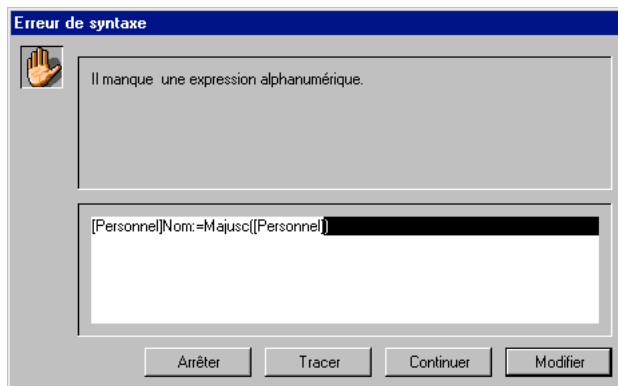 Erreur de syntaxe
Il manque une expression alphanumérique.
[Personnel]Nom:=Majusc([Personnel])
Arrêter
Tracer
Continuer
Modifier